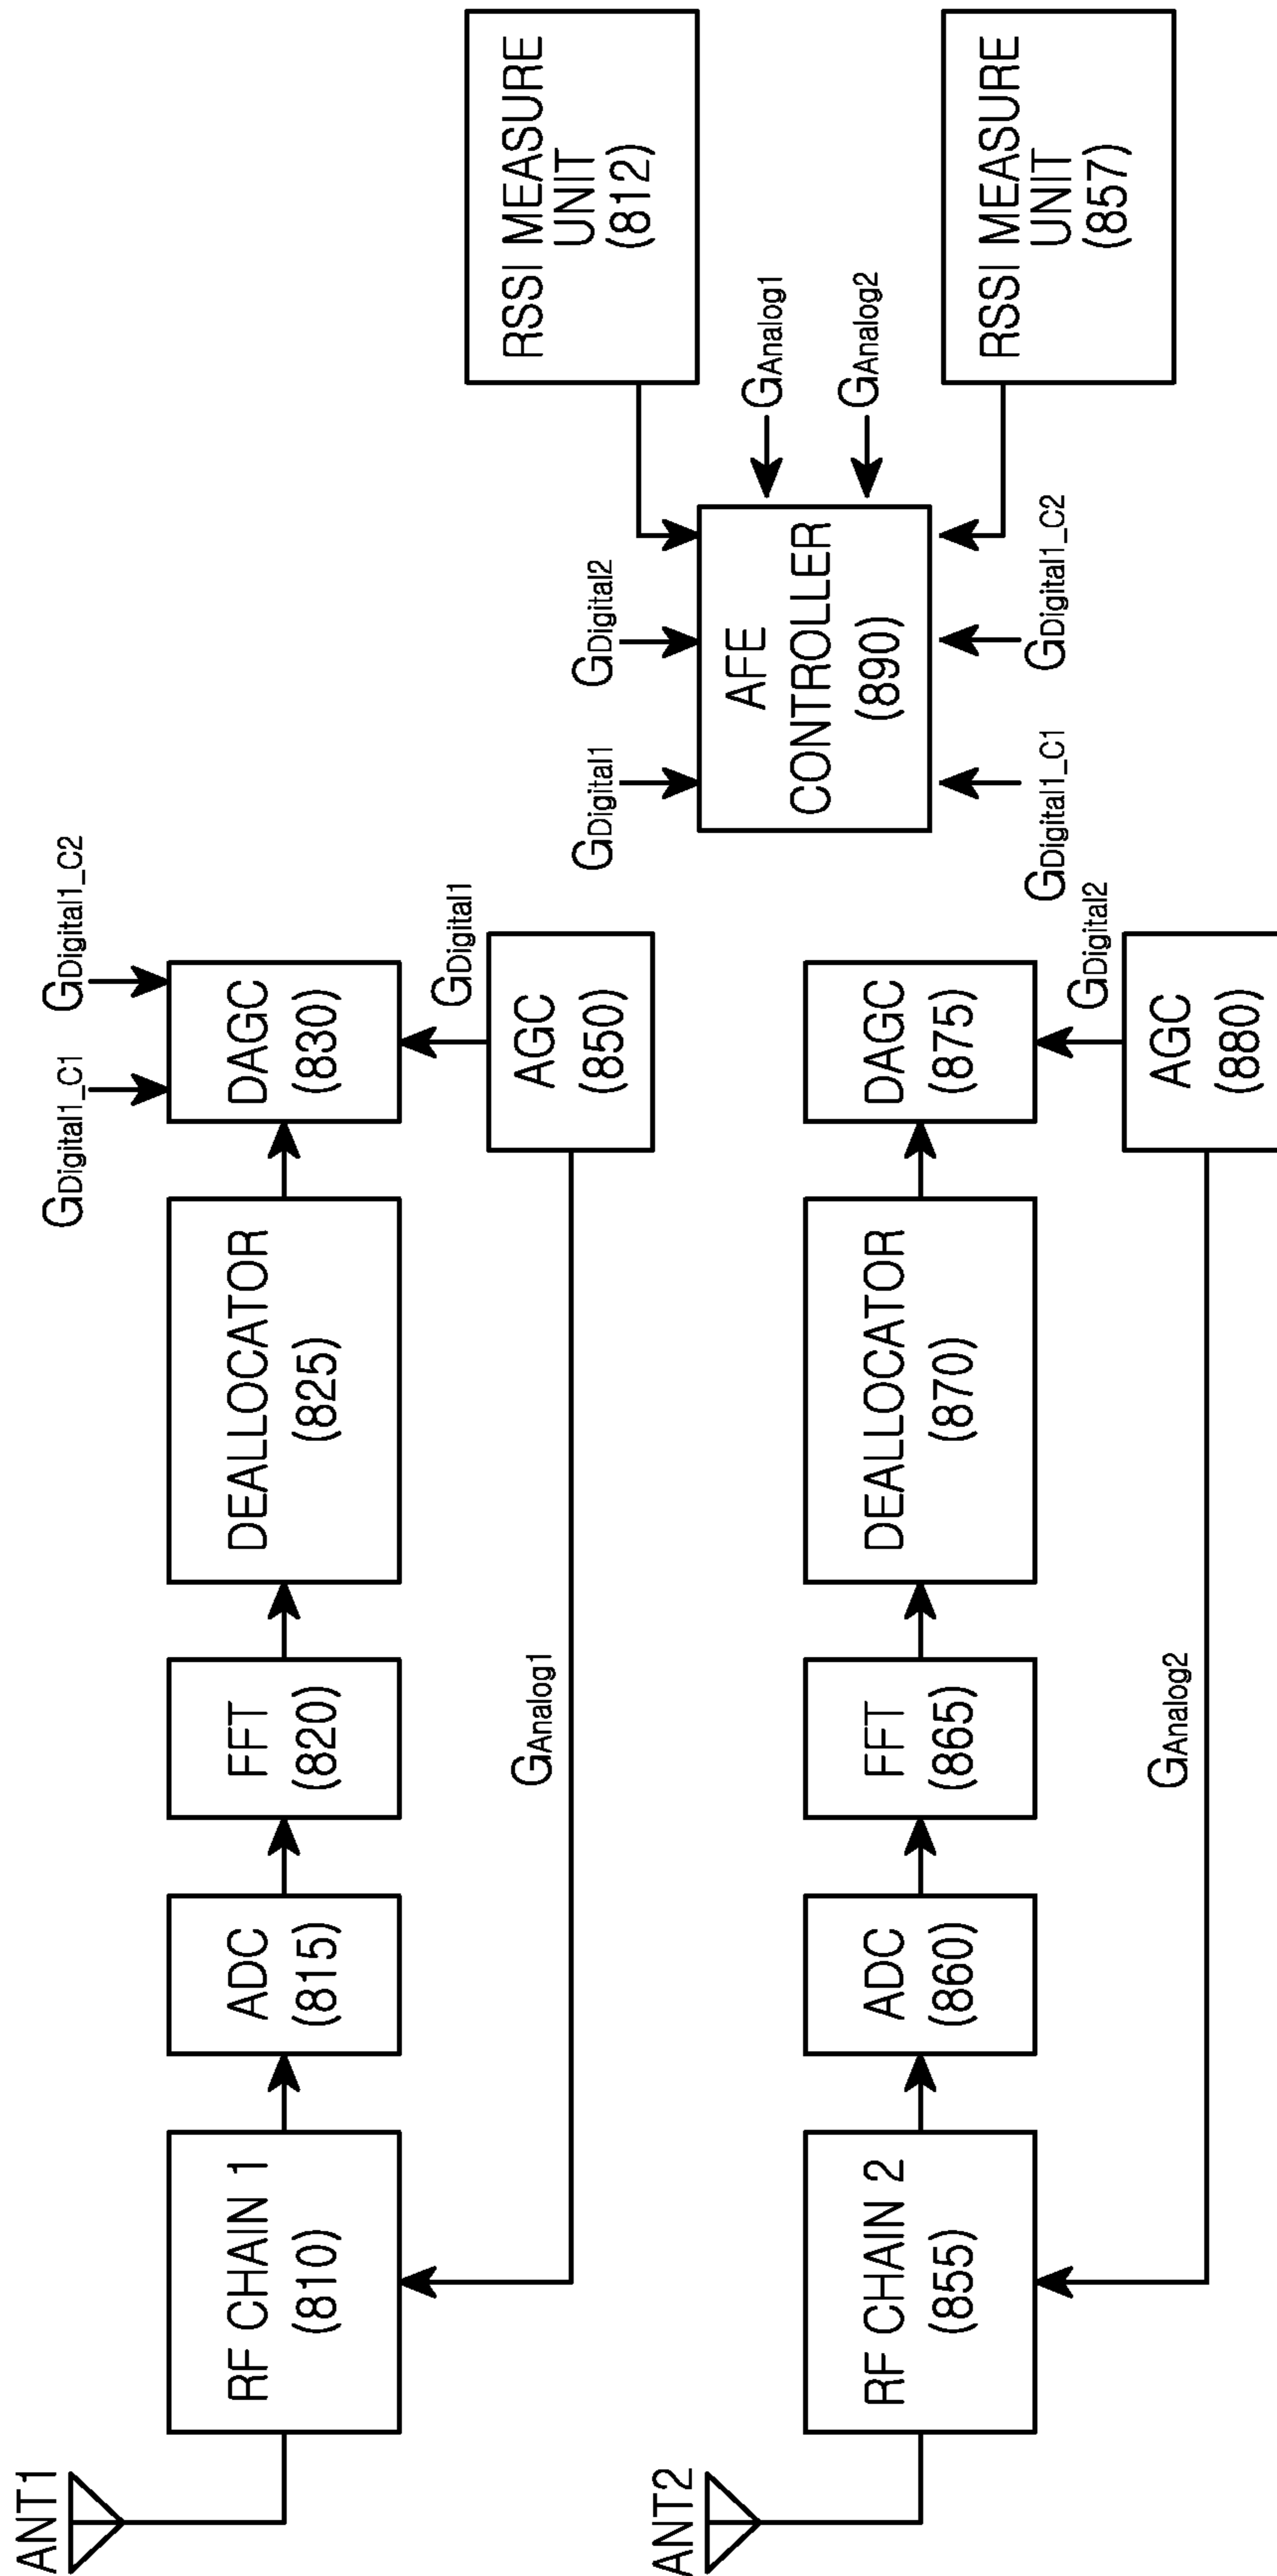 ANT1
RF CHAIN 1
(810)
ADC
(815)
FFT
(820)
DEALLOCATOR
(825)
DAGC
(830)
GDigital1_C1
GDigital1_C2
GDigital1
AGC
(850)
GAnalog1
ANT2
RF CHAIN 2
(855)
ADC
(860)
FFT
(865)
DEALLOCATOR
(870)
DAGC
(875)
GDigital2
AGC
(880)
GAnalog2
GDigital1
GDigital2
AFE
CONTROLLER
(890)
GDigital1_C1
GDigital1_C2
GAnalog1
GAnalog2
RSSI MEASURE
UNIT
(812)
RSSI MEASURE
UNIT
(857)